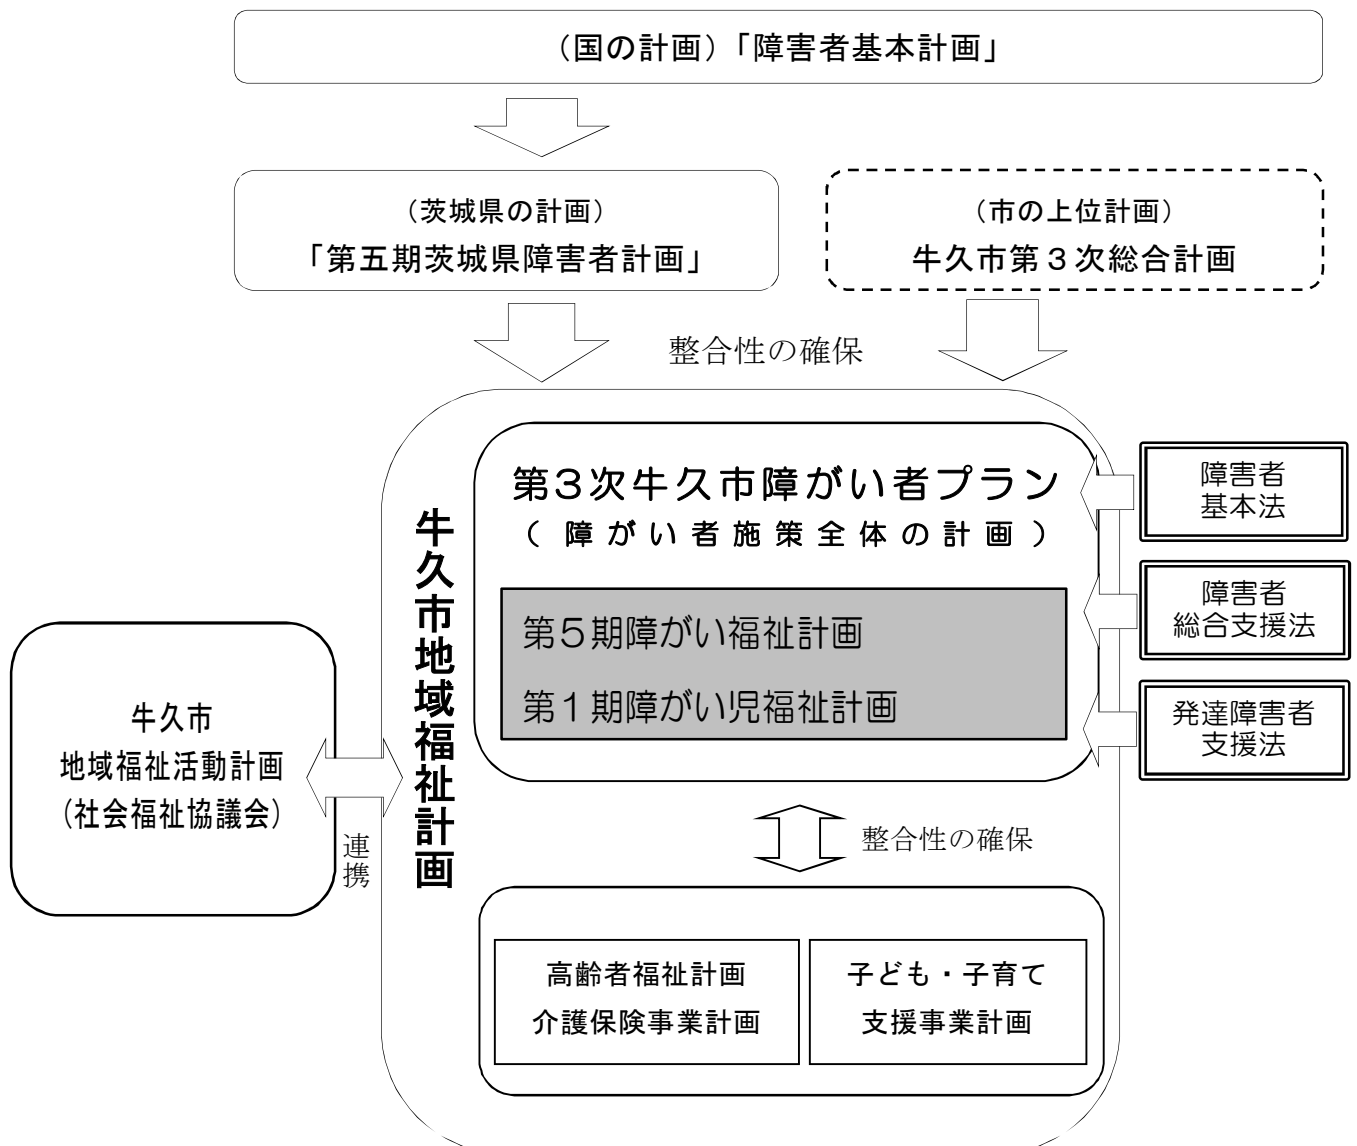 （国の計画）「障害者基本計画」
（茨城県の計画）
「第五期茨城県障害者計画」
（市の上位計画）
牛久市第３次総合計画
整合性の確保
牛久市地域福祉計画
第３次牛久市障がい者プラン
（障がい者施策全体の計画）
第５期障がい福祉計画
第１期障がい児福祉計画
障害者
基本法
障害者
総合支援法
発達障害者
支援法
牛久市
地域福祉活動計画
（社会福祉協議会）
連携
整合性の確保
高齢者福祉計画
介護保険事業計画
子ども・子育て
支援事業計画